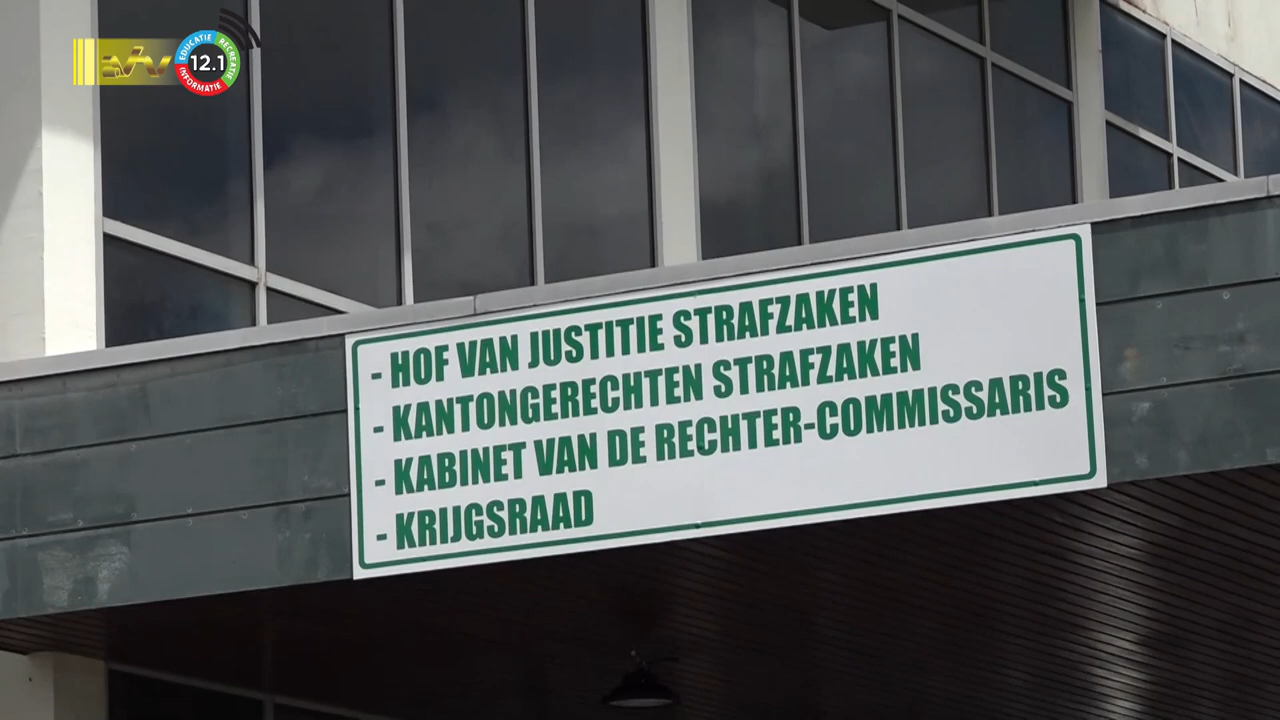 EDUCATIE
RECREATIE
12.1
INFORMATIE
- HOF VAN JUSTITIE STRAFZAKEN
- KANTONGERECHTEN STRAFZAKEN
- KABINET VAN DE RECHTER-COMMISSARIS
- KRIJGSRAAD